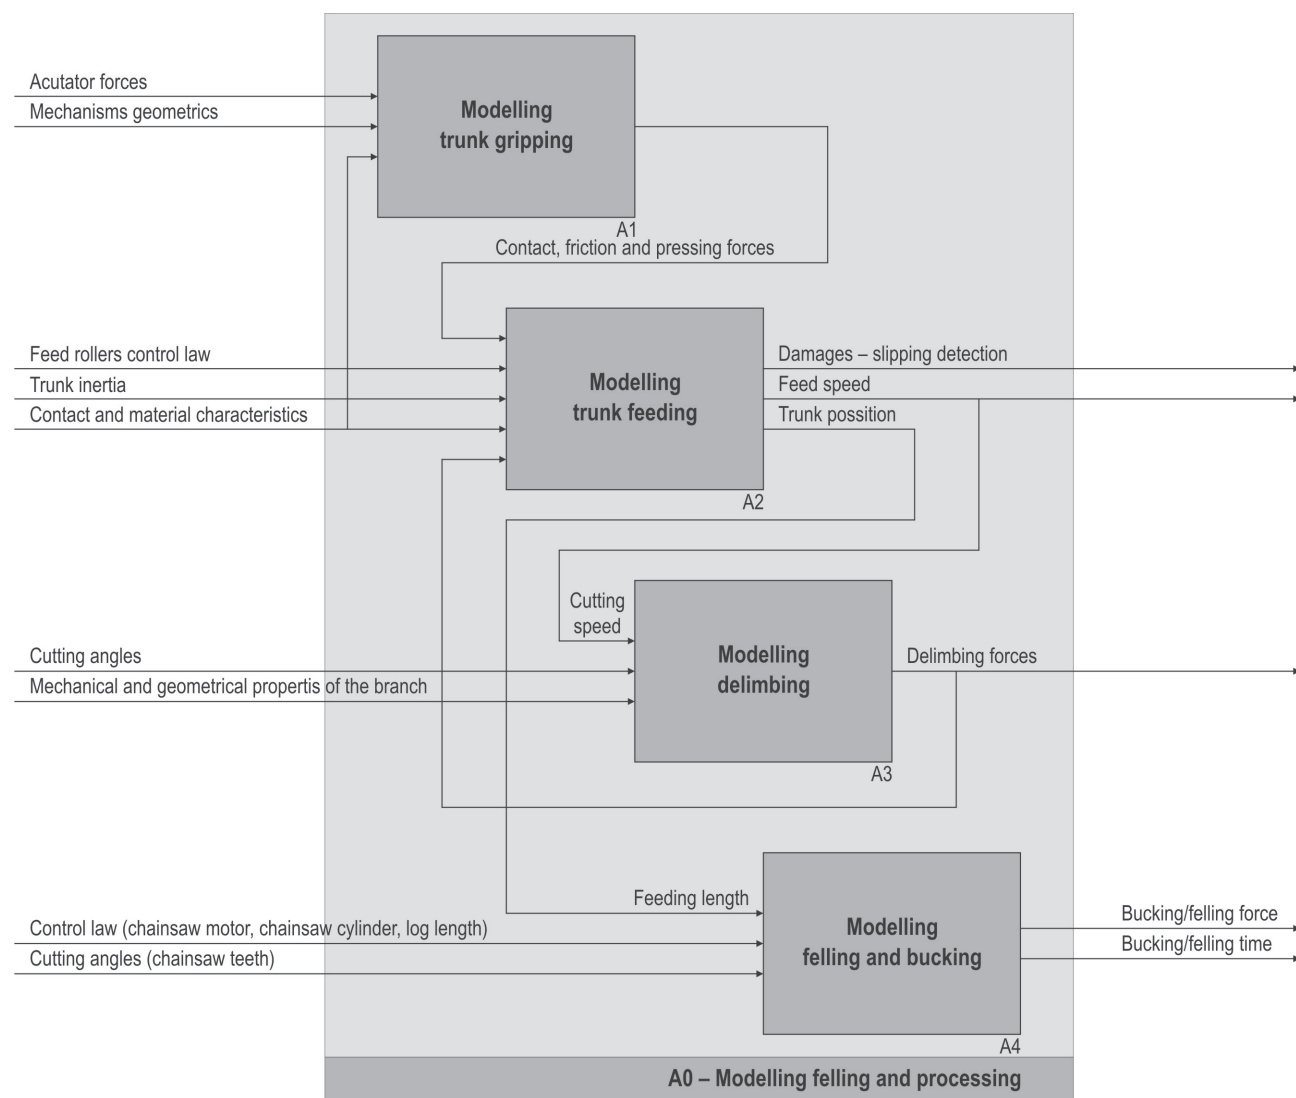 Acutator forces
Mechanisms geometrics
Modelling
trunk gripping
A1
Contact, friction and pressing forces
Feed rollers control law
Trunk inertia
Contact and material characteristics
Modelling
trunk feeding
A2
Damages – slipping detection
Feed speed
Trunk possition
Cutting
speed
Cutting angles
Mechanical and geometrical propertis of the branch
Modelling
delimbing
A3
Delimbing forces
Feeding length
Control law (chainsaw motor, chainsaw cylinder, log length)
Cutting angles (chainsaw teeth)
Modelling
felling and bucking
A4
Bucking/felling force
Bucking/felling time
A0 – Modelling felling and processing